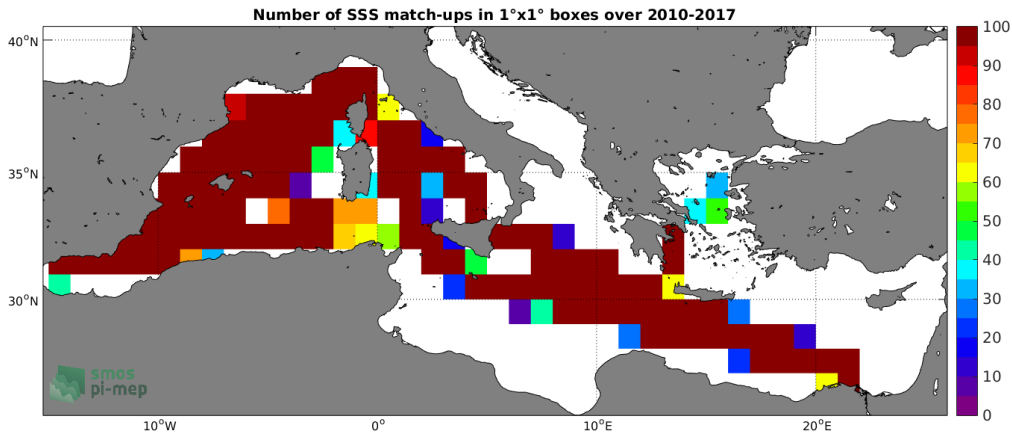 Number of SSS match-ups in 1°x1° boxes over 2010-2017
40°N
35°N
30°N
10°W
0°
10°E
20°E
100
90
80
70
60
50
40
30
20
10
0
smos
pi-mep